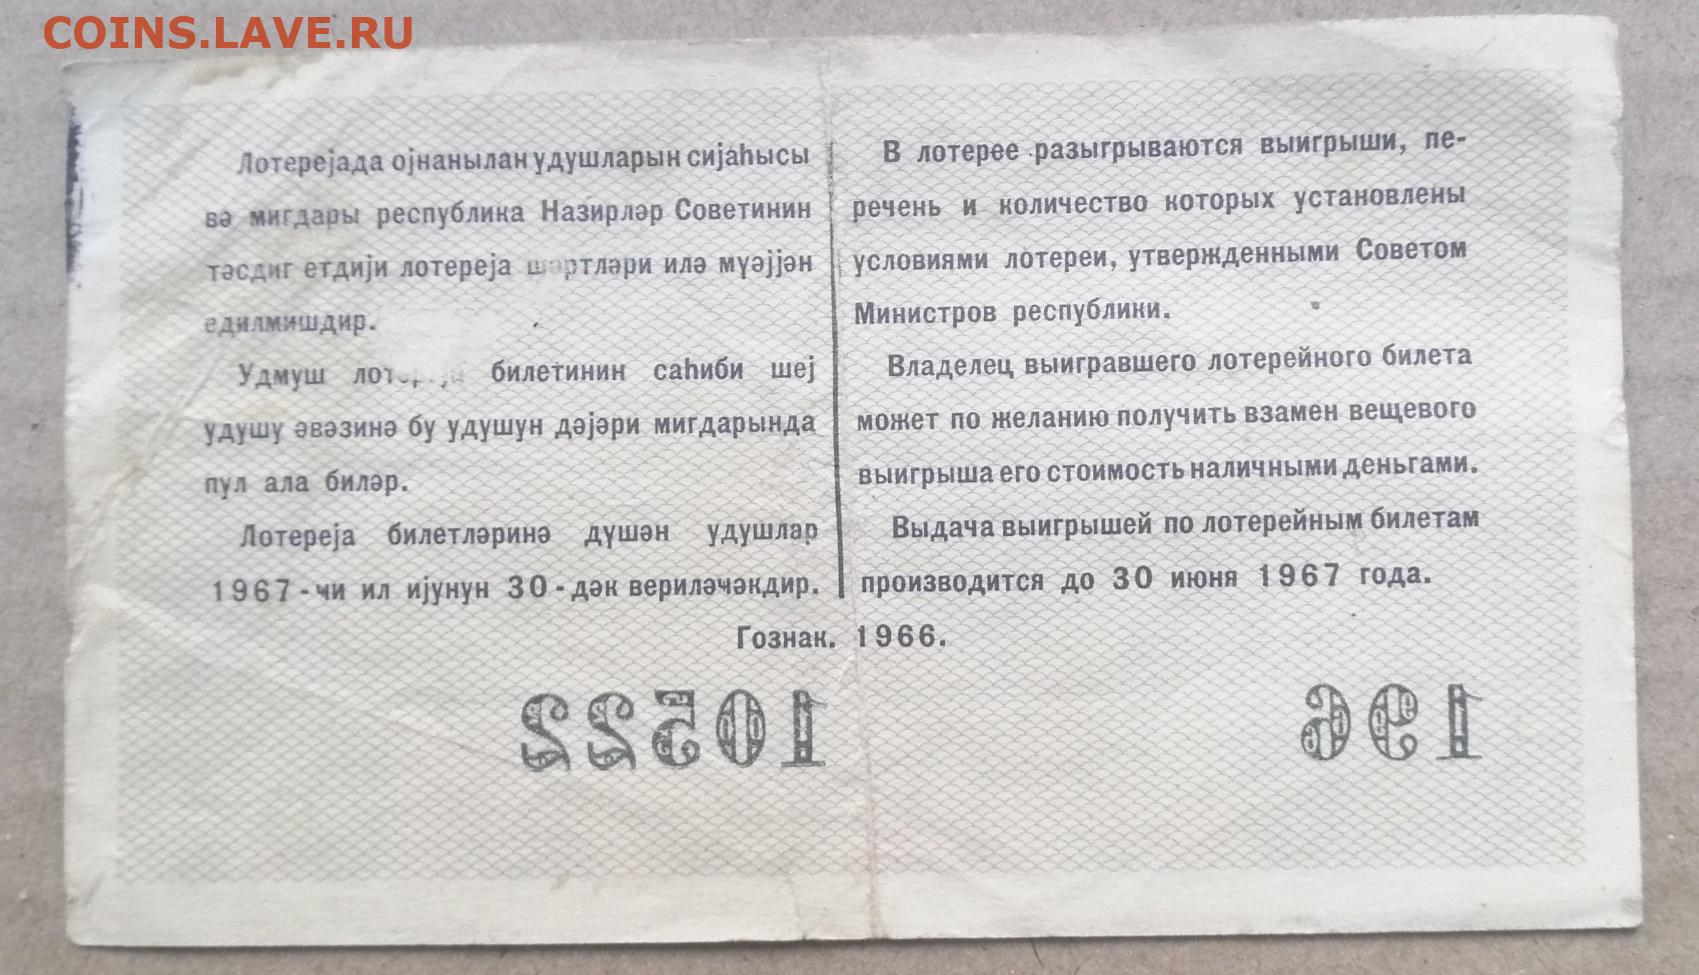 COINS.LAVE.RU
Лотерејада ојнанылан удушларын сијаһысы
вә мигдары республика Назирләр Советинин
тәсдиг етдији лотереја шәртләри илә мүәјјән
едилмишдир.
Удмуш билетинин саһиби шеј
удушу әвәзинә бу удушун дәјәри мигдарында
пул ала биләр.
Лотереја билетләринә дүшән удушлар
1967-чи ил ијунун 30-дәк вериләҹәкдир.
В лотерее разыгрываются выигрыши, пе-
речень и количество которых установлены
условиями лотереи, утвержденными Советом
Министров республики.
Владелец выигравшего лотерейного билета
может по желанию получить взамен вещевого
выигрыша его стоимость наличными деньгами.
Выдача выигрышей по лотерейным билетам
производится до 30 июня 1967 года.
Гознак. 1966.
10522 196